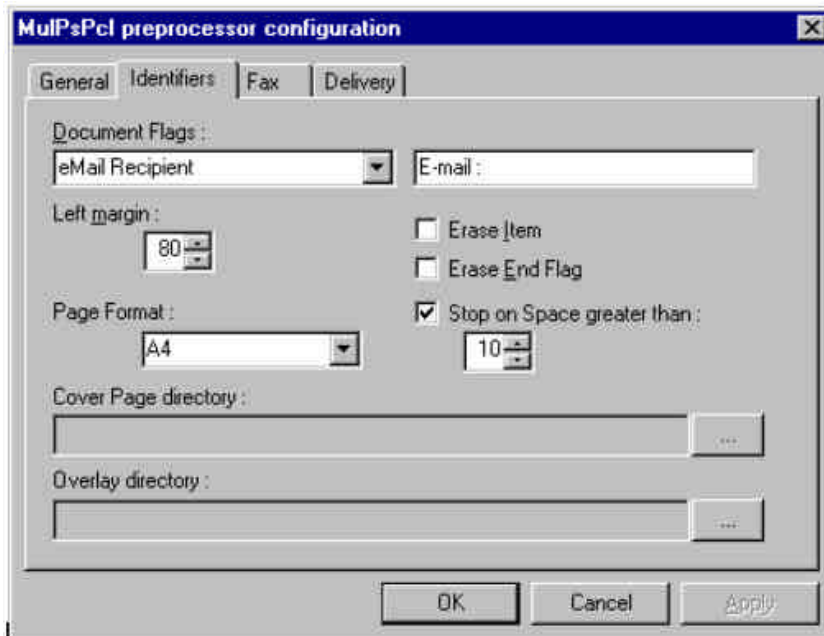 MulPsPcl preprocessor configuration
General Identifiers Fax Delivery
Document Flags :
eMail Recipient E-mail :
Left margin :
80
Erase Item
Erase End Flag
Page Format : Stop on Space greater than :
A4 10
Cover Page directory :
...
Overlay directory :
...
OK Cancel Apply